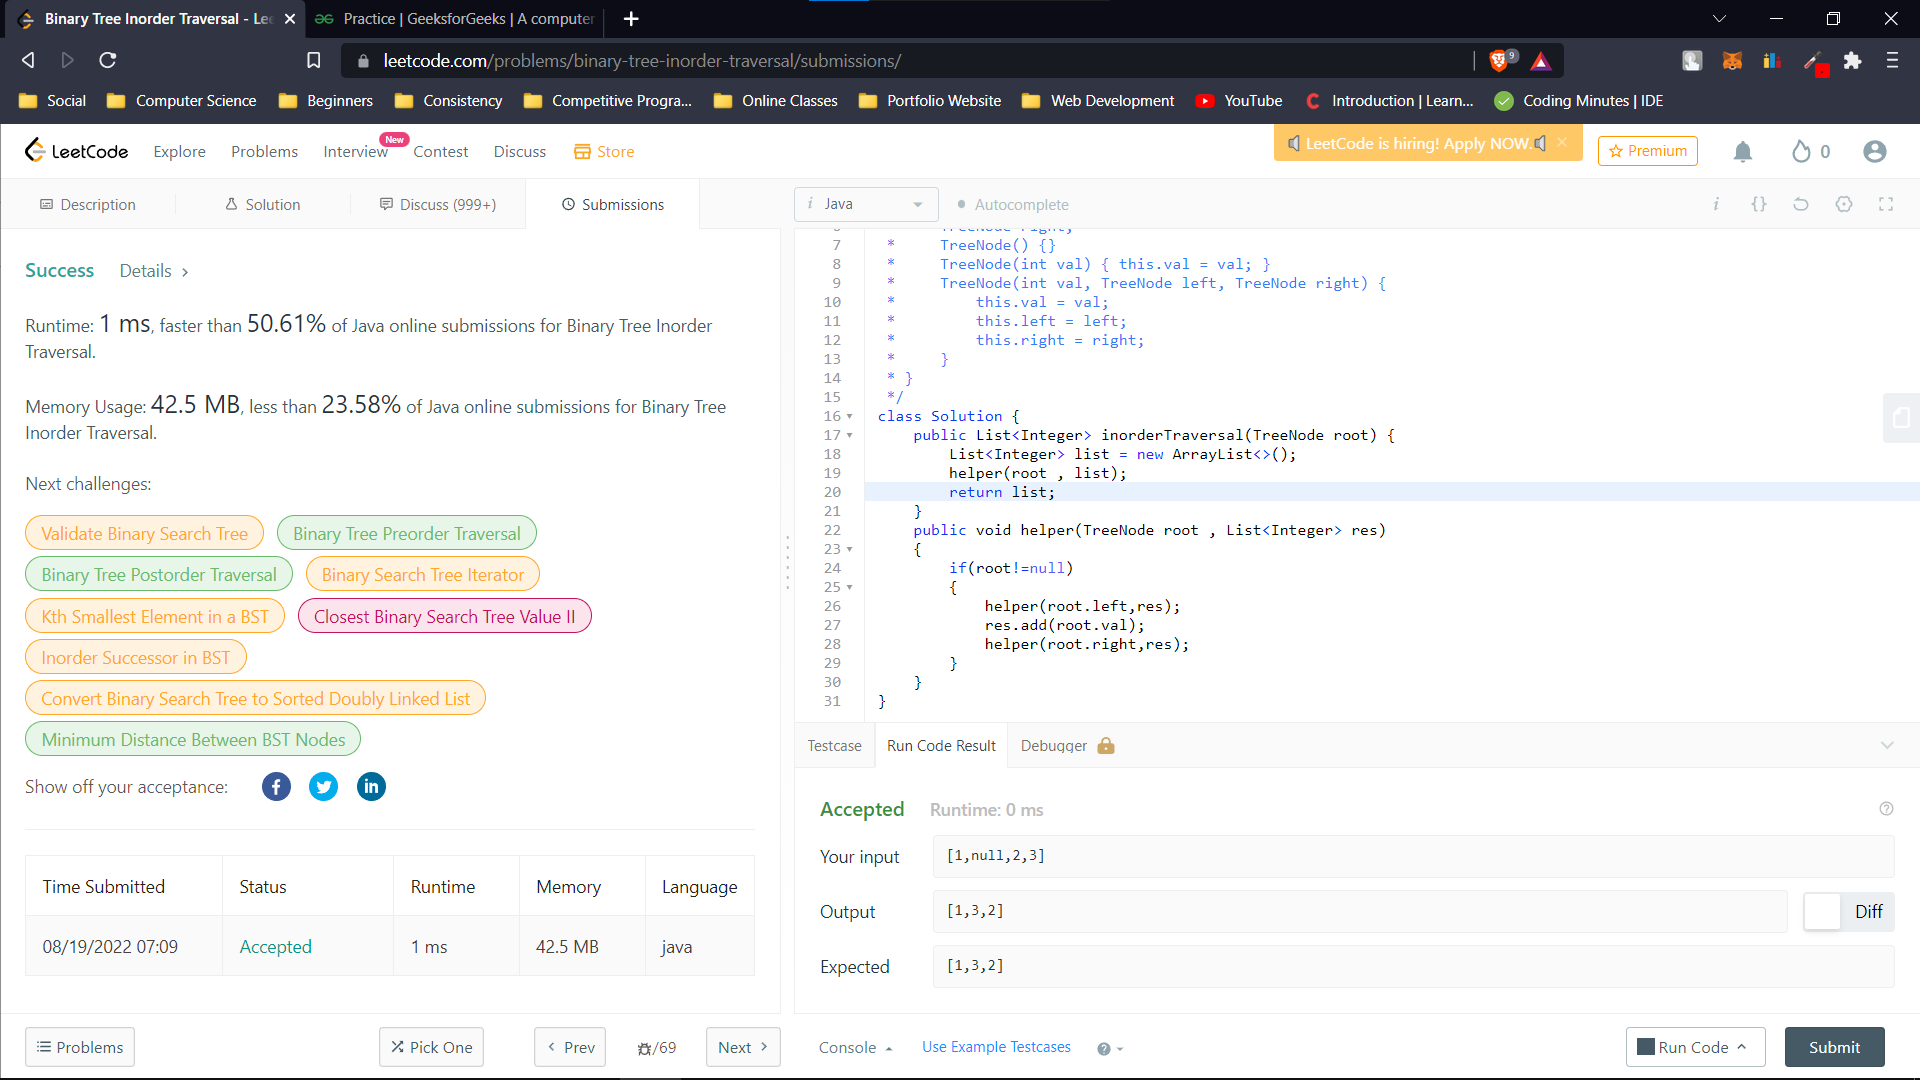 Binary Tree Inorder Traversal - Le
Practice | GeeksforGeeks | A computer
leetcode.com/problems/binary-tree-inorder-traversal/submissions/
9
Social
Computer Science
Beginners
Consistency
Competitive Progra...
Online Classes
Portfolio Website
Web Development
YouTube
Introduction | Learn...
Coding Minutes | IDE
LeetCode
Explore
Problems
Interview
New
Contest
Discuss
Store
LeetCode is hiring! Apply NOW.
Premium
0
Description
Solution
Discuss (999+)
Submissions
i Java
Autocomplete
i {}
Success
Details >
Runtime: 1 ms, faster than 50.61% of Java online submissions for Binary Tree Inorder
Traversal.
Memory Usage: 42.5 MB, less than 23.58% of Java online submissions for Binary Tree
Inorder Traversal.
Next challenges:
Validate Binary Search Tree
Binary Tree Preorder Traversal
Binary Tree Postorder Traversal
Binary Search Tree Iterator
Kth Smallest Element in a BST
Closest Binary Search Tree Value II
Inorder Successor in BST
Convert Binary Search Tree to Sorted Doubly Linked List
Minimum Distance Between BST Nodes
Show off your acceptance:
Time Submitted Status Runtime Memory Language
08/19/2022 07:09 Accepted 1 ms 42.5 MB java
Problems
Pick One
Prev
/69
Next
6 * TreeNode right;
7 * TreeNode() {}
8 * TreeNode(int val) { this.val = val; }
9 * TreeNode(int val, TreeNode left, TreeNode right) {
10 * this.val = val;
11 * this.left = left;
12 * this.right = right;
13 * }
14 * }
15 */
16 class Solution {
17 public List<Integer> inorderTraversal(TreeNode root) {
18 List<Integer> list = new ArrayList<>();
19 helper(root , list);
20 return list;
21 }
22 public void helper(TreeNode root , List<Integer> res)
23 {
24 if(root!=null)
25 {
26 helper(root.left,res);
27 res.add(root.val);
28 helper(root.right,res);
29 }
30 }
31 }
Testcase
Run Code Result
Debugger
Accepted
Runtime: 0 ms
Your input
[1,null,2,3]
Output
[1,3,2]
Diff
Expected
[1,3,2]
Console
Use Example Testcases
Run Code
Submit